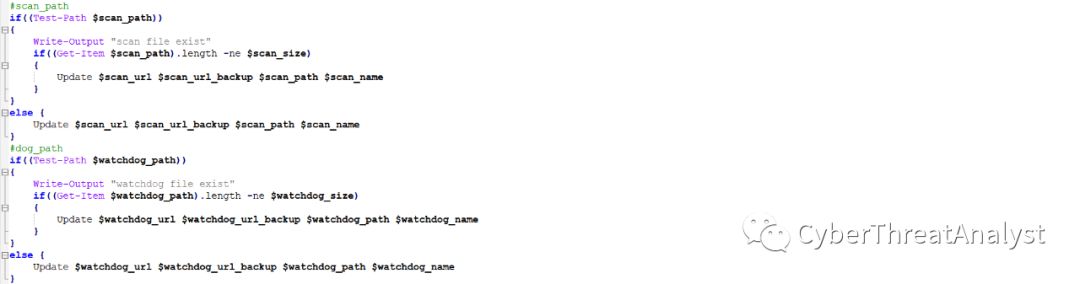 #scan_path
if((Test-Path $scan_path))
{
Write-Output "scan file exist"
if((Get-Item $scan_path).length -ne $scan_size)
{
Update $scan_url $scan_url_backup $scan_path $scan_name
}
}
else {
Update $scan_url $scan_url_backup $scan_path $scan_name
}
#dog_path
if((Test-Path $watchdog_path))
{
Write-Output "watchdog file exist"
if((Get-Item $watchdog_path).length -ne $watchdog_size)
{
Update $watchdog_url $watchdog_url_backup $watchdog_path $watchdog_name
}
}
else {
Update $watchdog_url $watchdog_url_backup $watchdog_path $watchdog_name
}
CyberThreatAnalyst